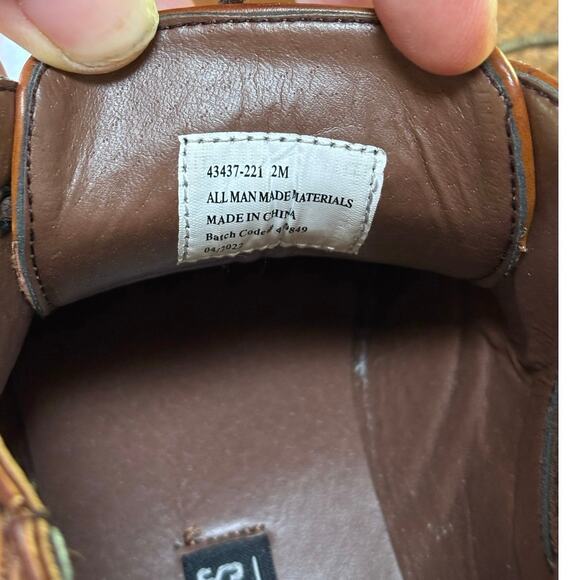 43437-221 2M
ALL MAN MADE MATERIALS
MADE IN CHINA
Batch Code #
04/2022
S